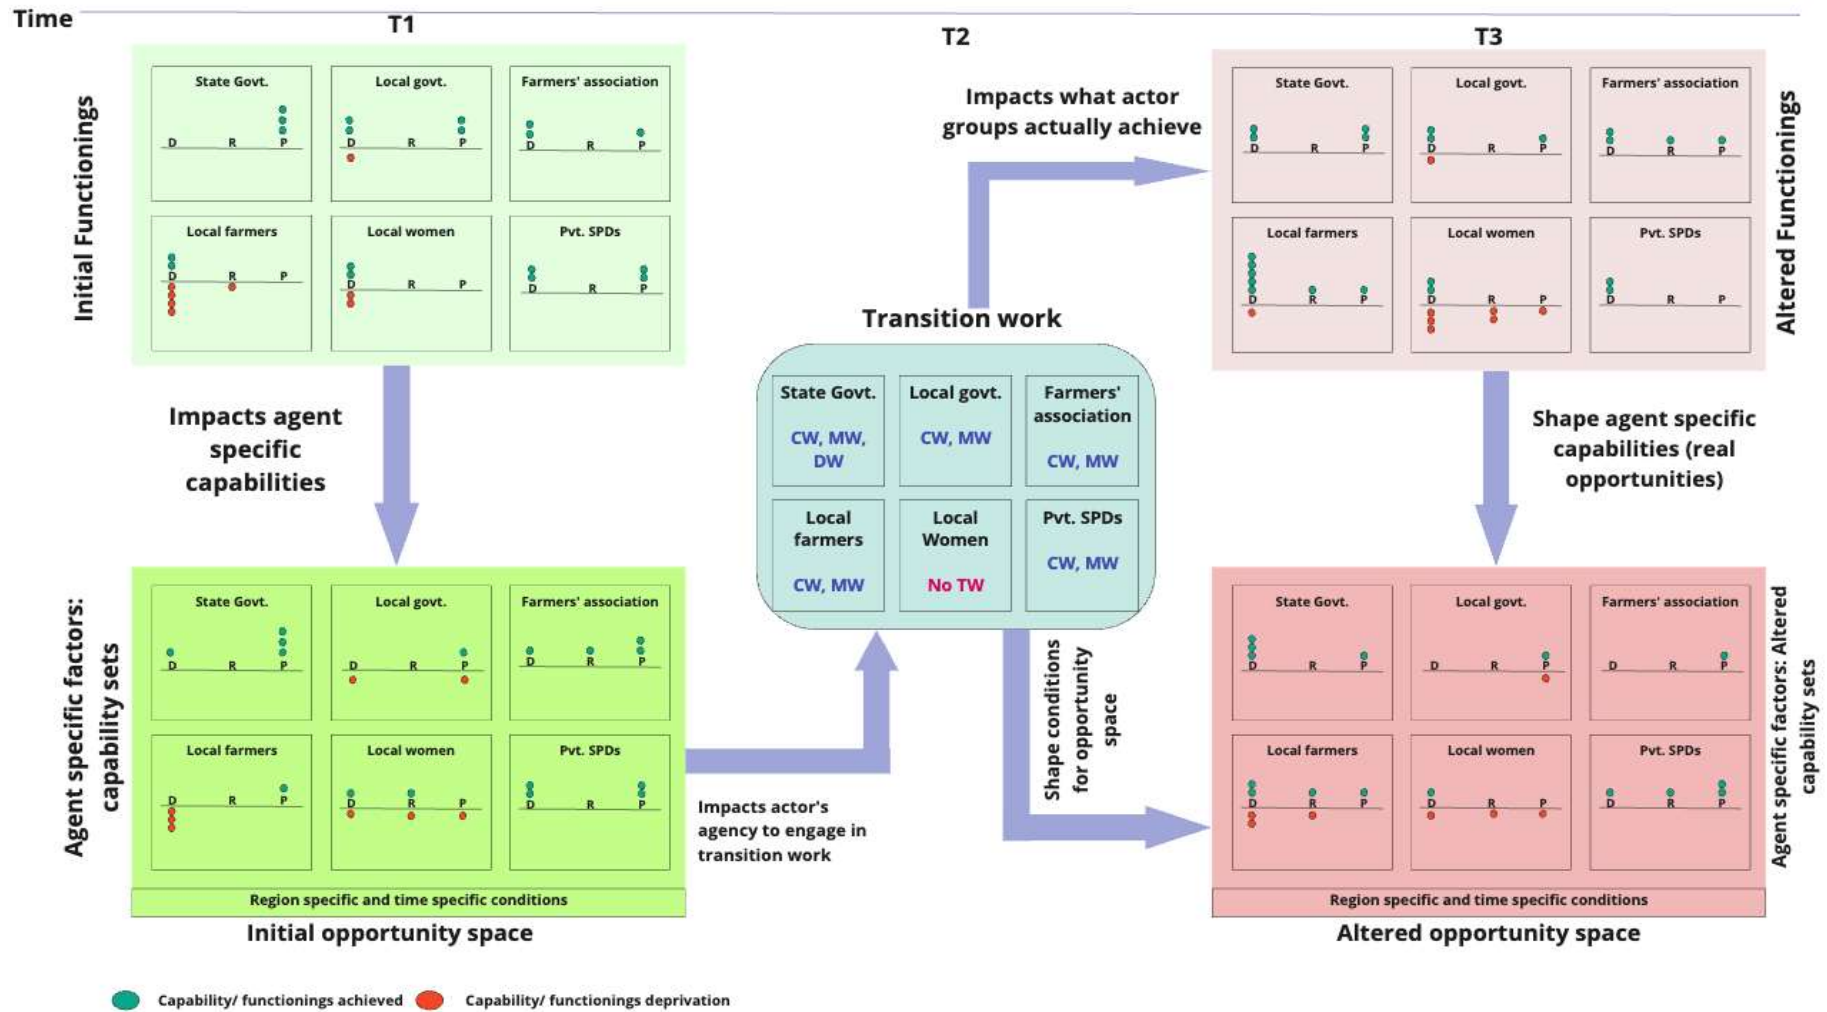 Time
T1
T2
T3
Initial Functionings
State Govt.
D R P
Local govt.
D R P
Farmers' association
D R P
Local farmers
D R P
Local women
D R P
Pvt. SPDs
D R P
Impacts agent
specific
capabilities
Agent specific factors:
capability sets
State Govt.
D R P
Local govt.
D R P
Farmers' association
D R P
Local farmers
D R P
Local women
D R P
Pvt. SPDs
D R P
Region specific and time specific conditions
Initial opportunity space
Impacts actor's
agency to engage in
transition work
Transition work
State Govt.
CW, MW,
DW
Local govt.
CW, MW
Farmers'
association
CW, MW
Local
farmers
CW, MW
Local
Women
No TW
Pvt. SPDs
CW, MW
Impacts what actor
groups actually achieve
Shape conditions
for opportunity
space
State Govt.
D R P
Local govt.
D R P
Farmers' association
D R P
Local farmers
D R P
Local women
D R P
Pvt. SPDs
D R P
Altered Functionings
Shape agent specific
capabilities (real
opportunities)
State Govt.
D R P
Local govt.
D R P
Farmers' association
D R P
Local farmers
D R P
Local women
D R P
Pvt. SPDs
D R P
Agent specific factors: Altered
capability sets
Region specific and time specific conditions
Altered opportunity space
Capability/ functionings achieved
Capability/ functionings deprivation